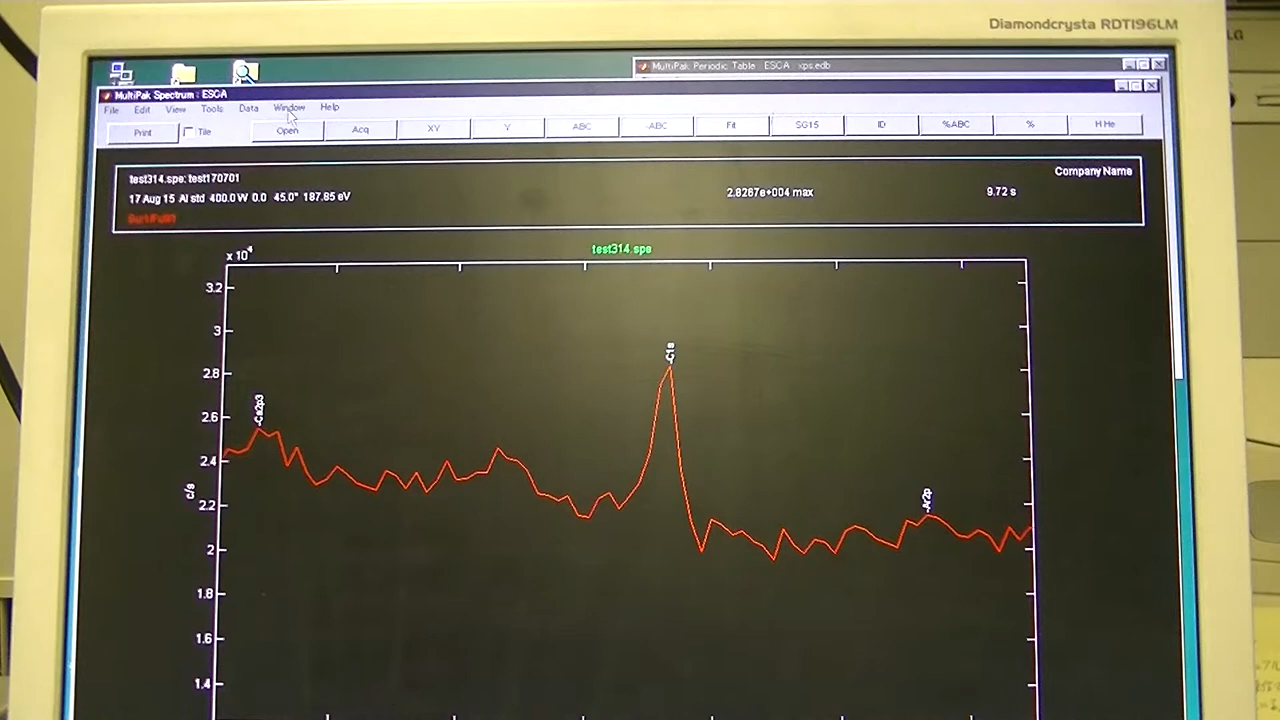 Diamondcrysta RDT196LM
MultiPak Periodic Table : ESCA xps.edb
MultiPak Spectrum : ESCA
File Edit View Tools Data Window Help
Print Tile Open Acq XY Y ABC -ABC Fit SG15 ID %ABC % H He
Company Name
test314.spe: test170701
17 Aug 15 Al std 400.0 W 0.0 45.0° 187.85 eV 2.8267e+004 max 9.72 s
test314.spe
x 10⁴
3.2
3
-C1s
2.8
-Ca2p3
2.6
2.4
c/s
-Ar2p
2.2
2
1.8
1.6
1.4